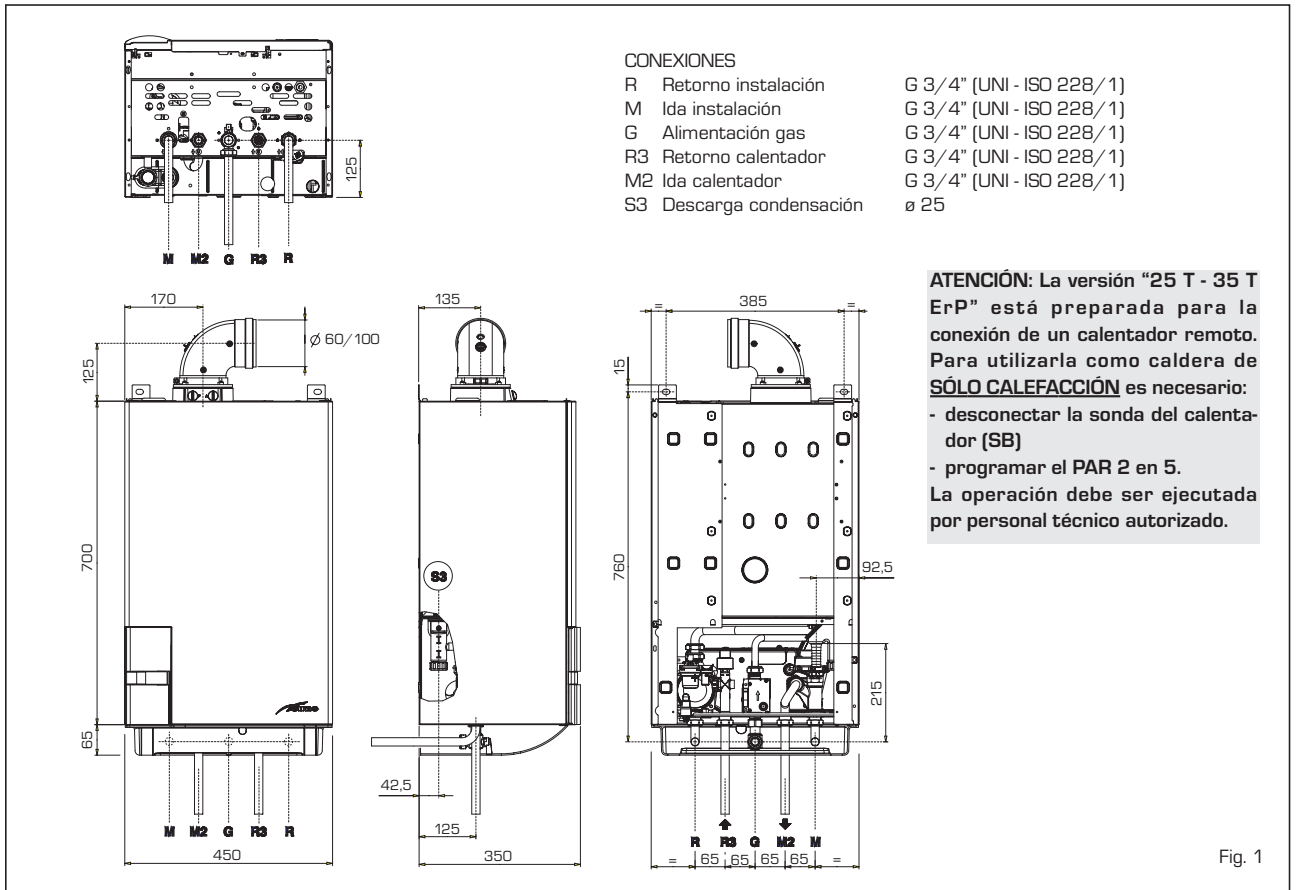 CONEXIONES
R Retorno instalación G 3/4” (UNI - ISO 228/1)
M Ida instalación G 3/4” (UNI - ISO 228/1)
G Alimentación gas G 3/4” (UNI - ISO 228/1)
R3 Retorno calentador G 3/4” (UNI - ISO 228/1)
M2 Ida calentador G 3/4” (UNI - ISO 228/1)
S3 Descarga condensación ø 25
125
M M2 G R3 R
ATENCIÓN: La versión “25 T - 35 T
ErP” está preparada para la
conexión de un calentador remoto.
Para utilizarla como caldera de
SÓLO CALEFACCIÓN es necesario:
- desconectar la sonda del calenta-
dor (SB)
- programar el PAR 2 en 5.
La operación debe ser ejecutada
por personal técnico autorizado.
170
Ø 60/100
125
700
65
M M2 G R3 R
450
135
S3
42,5
125
350
= 385 =
15
760
92,5
215
R R3 G M2 M
= 65 65 65 65 =
Fig. 1